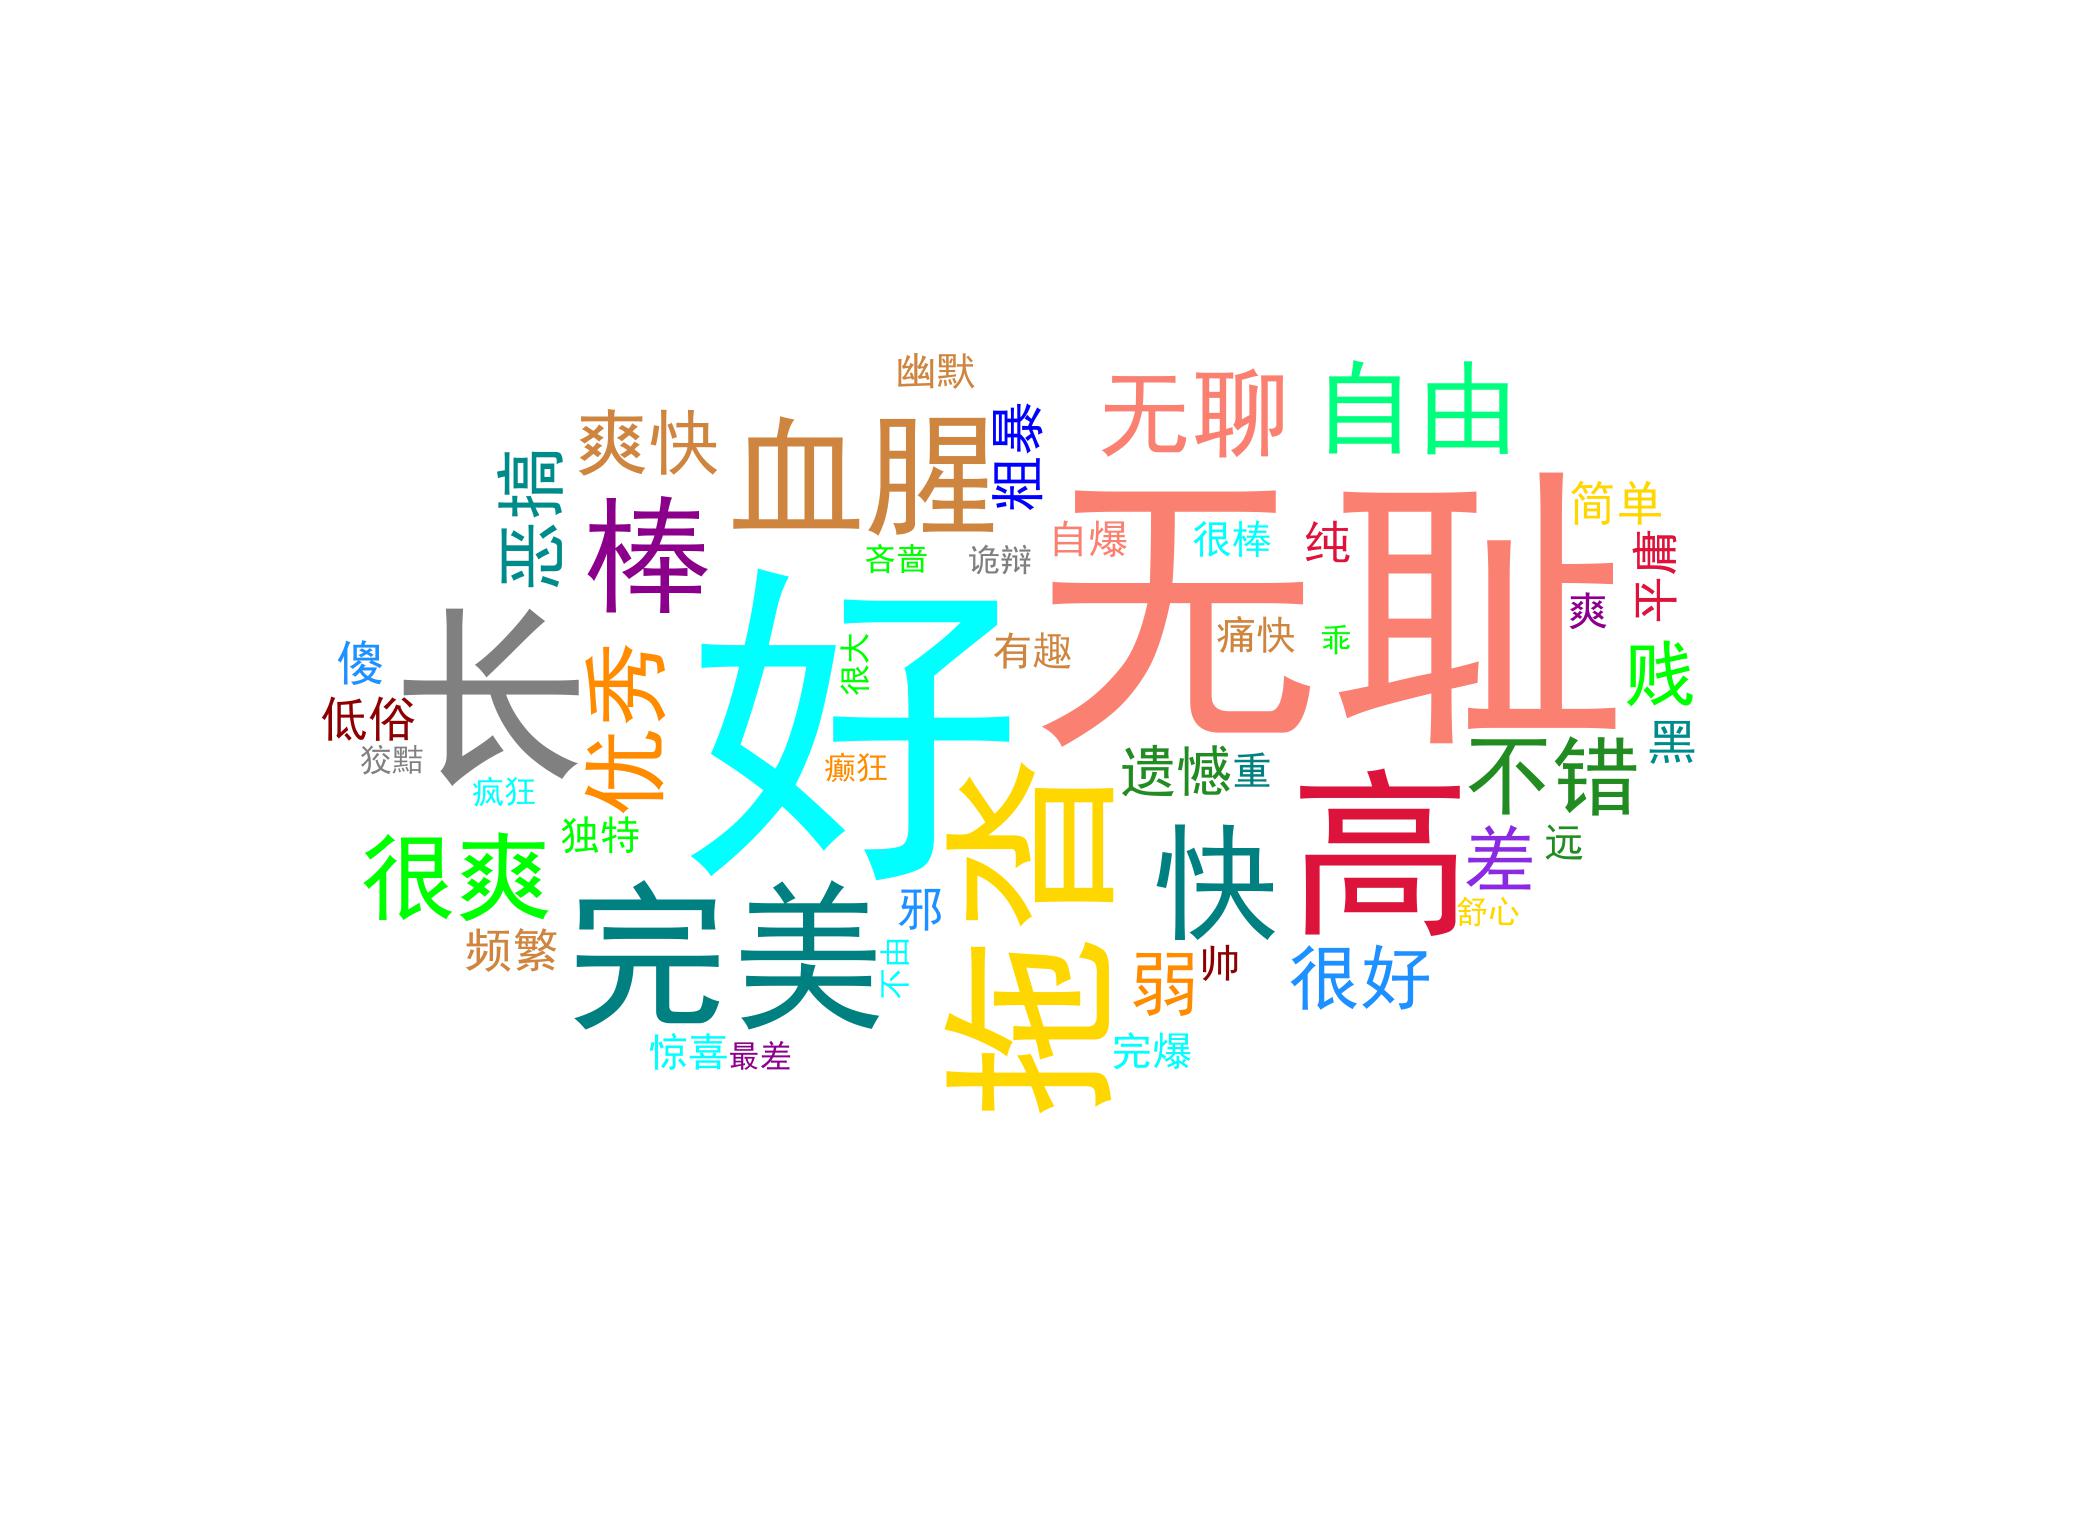 幽默
无聊
自由
爽快
血腥
粗暴
恶搞
棒
简单
自爆
很棒
纯
平庸
吝啬
诡辩
无耻
好
爽
长
傻
优秀
很大
有趣
痛快
乖
贱
低俗
狡黠
疯狂
癫狂
遗憾
重
不错
黑
独特
很爽
拖沓
快
高
差
远
完美
邪
舒心
频繁
不由
弱
帅
很好
惊喜
最差
完爆